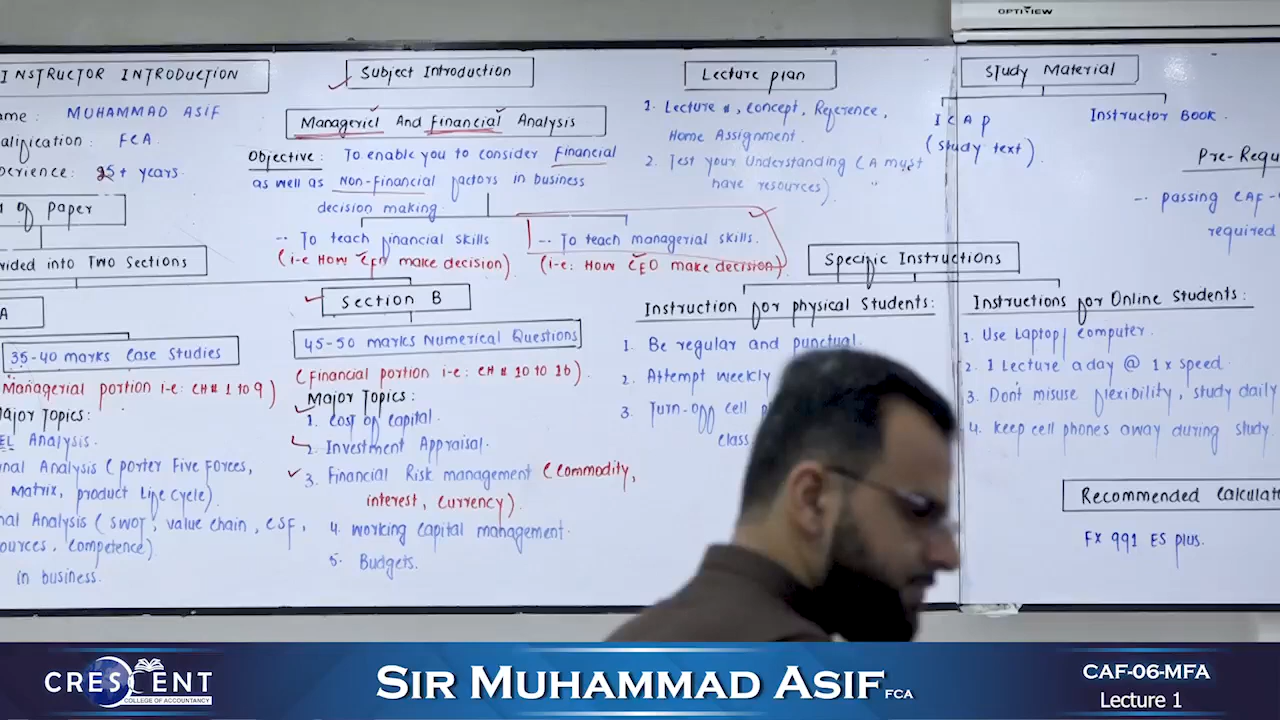 OPTIVIEW
INSTRUCTOR INTRODUCTION
ame : MUHAMMAD ASIF
alification : FCA
perience: 25+ years.
d of paper
vided into Two Sections
A
35-40 marks Case Studies
Managerial portion i-e: CH # 1 TO 9 )
Major Topics:
EL Analysis.
nal Analysis ( porter Five Forces,
Matrix, product Life Cycle).
nal Analysis ( SWOT, value chain, CSF,
ources, Competence).
in business.
Subject Introduction
Manageriel And Financial Analysis
Objective : To enable you to consider Financial
as well as Non-Financial factors in business
decision making.
-- To teach financial skills
(i-e HOW CFO make decision)
-- To teach managerial skills.
(i-e: HOW CEO make decision)
Section B
45-50 marks Numerical Questions
( Financial portion i-e: CH # 10 TO 16 )
Major Topics :
1. Cost of capital.
2. Investment Appraisal.
3. Financial Risk management ( Commodity,
interest, Currency).
4. working Capital management.
5. Budgets.
Lecture plan
1. Lecture #, concept, Reference,
Home Assignment.
2. Test your Understanding ( A must
have resources).
Study Material
ICAP
(Study text)
Instructor Book.
Pre-Requ
-- passing CAF-
required
Specific Instructions
Instruction for physical Students:
1. Be regular and punctual.
2. Attempt weekly
3. Turn-off cell p
class
Instructions for Online Students:
1. Use Laptop/ computer.
2. 1 Lecture a day @ 1x speed.
3. Don't misuse flexibility, study daily
4. Keep cell phones away during study.
Recommended Calculat
FX 991 ES plus.
CRESCENT
COLLEGE OF ACCOUNTANCY
SIR MUHAMMAD ASIF FCA
CAF-06-MFA
Lecture 1